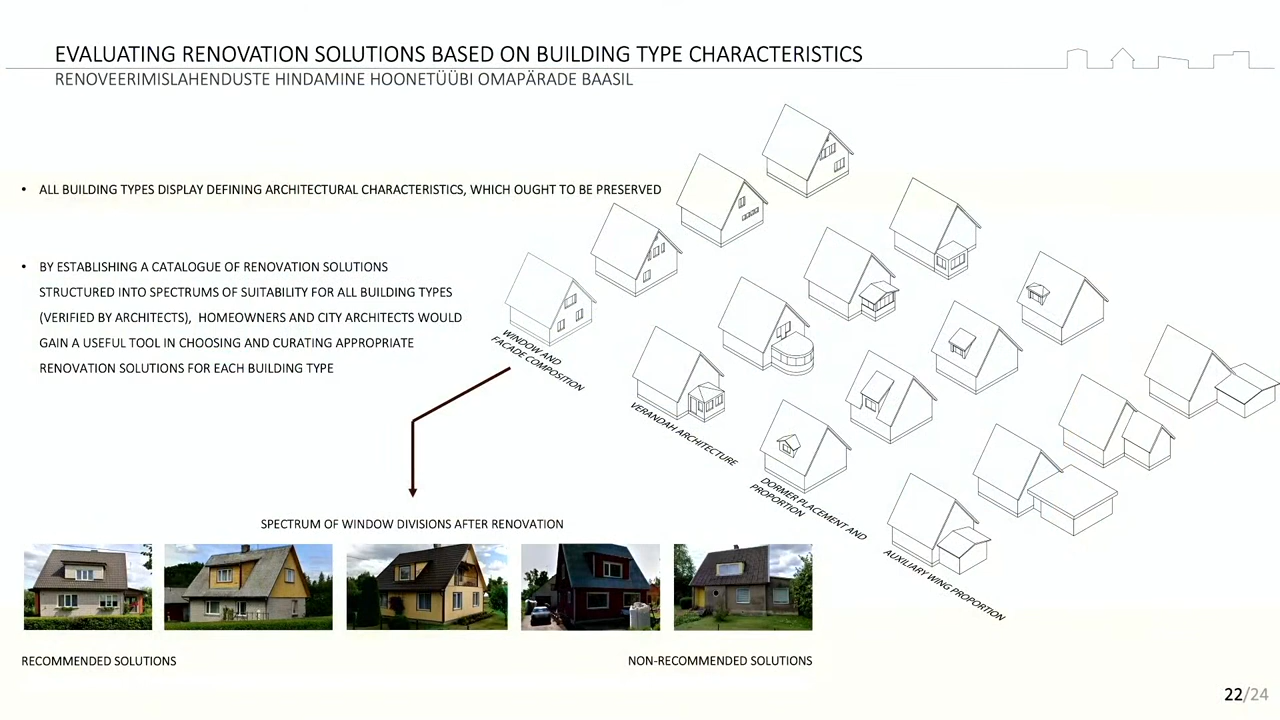 EVALUATING RENOVATION SOLUTIONS BASED ON BUILDING TYPE CHARACTERISTICS
RENOVEERIMISLAHENDUSTE HINDAMINE HOONETÜÜBI OMAPÄRADE BAASIL
• ALL BUILDING TYPES DISPLAY DEFINING ARCHITECTURAL CHARACTERISTICS, WHICH OUGHT TO BE PRESERVED
• BY ESTABLISHING A CATALOGUE OF RENOVATION SOLUTIONS
STRUCTURED INTO SPECTRUMS OF SUITABILITY FOR ALL BUILDING TYPES
(VERIFIED BY ARCHITECTS), HOMEOWNERS AND CITY ARCHITECTS WOULD
GAIN A USEFUL TOOL IN CHOOSING AND CURATING APPROPRIATE
RENOVATION SOLUTIONS FOR EACH BUILDING TYPE
WINDOW AND
FACADE COMPOSITION
VERANDAH ARCHITECTURE
DORMER PLACEMENT AND
PROPORTION
AUXILIARY WING PROPORTION
SPECTRUM OF WINDOW DIVISIONS AFTER RENOVATION
RECOMMENDED SOLUTIONS
NON-RECOMMENDED SOLUTIONS
22/24